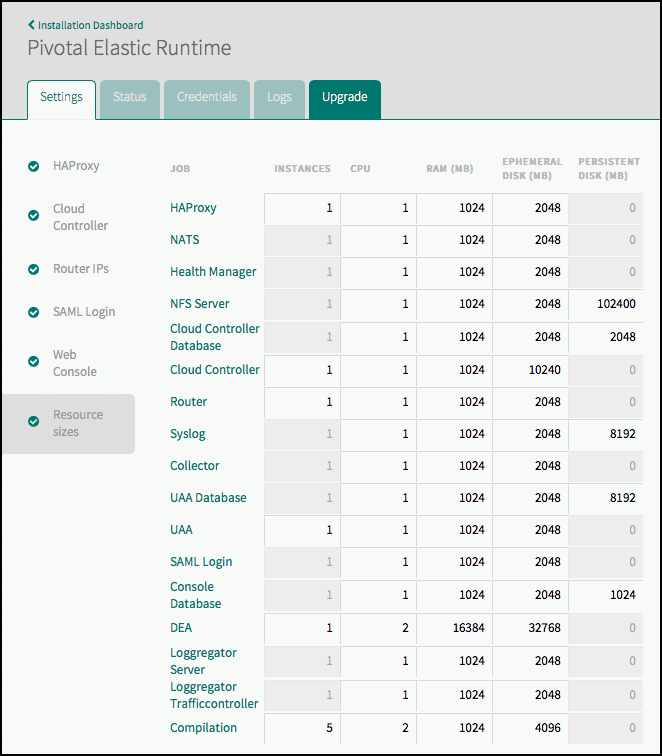 Installation Dashboard
Pivotal Elastic Runtime
Settings Status Credentials Logs Upgrade
HAProxy
Cloud
Controller
Router IPs
SAML Login
Web
Console
Resource
sizes
JOB INSTANCES CPU RAM (MB) EPHEMERAL DISK (MB) PERSISTENT DISK (MB)
HAProxy 1 1 1024 2048 0
NATS 1 1 1024 2048 0
Health Manager 1 1 1024 2048 0
NFS Server 1 1 1024 2048 102400
Cloud Controller
Database 1 1 1024 2048 2048
Cloud Controller 1 1 1024 10240 0
Router 1 1 1024 2048 0
Syslog 1 1 1024 2048 8192
Collector 1 1 1024 2048 0
UAA Database 1 1 1024 2048 8192
UAA 1 1 1024 2048 0
SAML Login 1 1 1024 2048 0
Console
Database 1 1 1024 2048 1024
DEA 1 2 16384 32768 0
Loggregator
Server 1 1 1024 2048 0
Loggregator
Trafficcontroller 1 1 1024 2048 0
Compilation 5 2 1024 4096 0